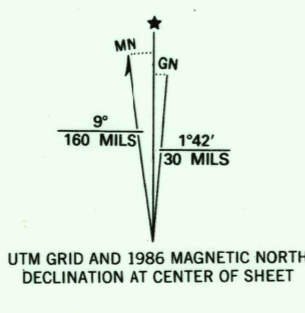 MN
GN
9°
160 MILS
1°42′
30 MILS
UTM GRID AND 1986 MAGNETIC NORTH
DECLINATION AT CENTER OF SHEET